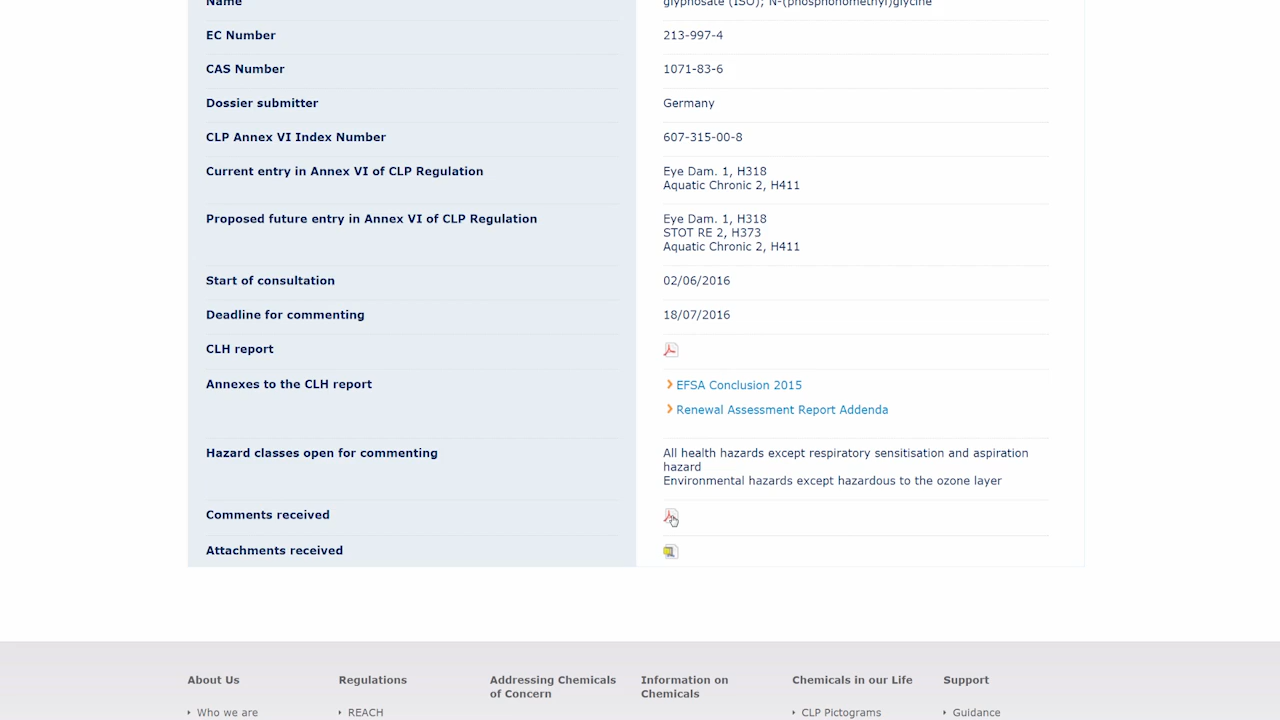 Name glyphosate (ISO); N-(phosphonomethyl)glycine
EC Number 213-997-4
CAS Number 1071-83-6
Dossier submitter Germany
CLP Annex VI Index Number 607-315-00-8
Current entry in Annex VI of CLP Regulation Eye Dam. 1, H318
Aquatic Chronic 2, H411
Proposed future entry in Annex VI of CLP Regulation Eye Dam. 1, H318
STOT RE 2, H373
Aquatic Chronic 2, H411
Start of consultation 02/06/2016
Deadline for commenting 18/07/2016
CLH report
Annexes to the CLH report EFSA Conclusion 2015
Renewal Assessment Report Addenda
Hazard classes open for commenting All health hazards except respiratory sensitisation and aspiration
hazard
Environmental hazards except hazardous to the ozone layer
Comments received
Attachments received
About Us Regulations Addressing Chemicals Information on Chemicals in our Life Support
of Concern Chemicals
Who we are REACH CLP Pictograms Guidance